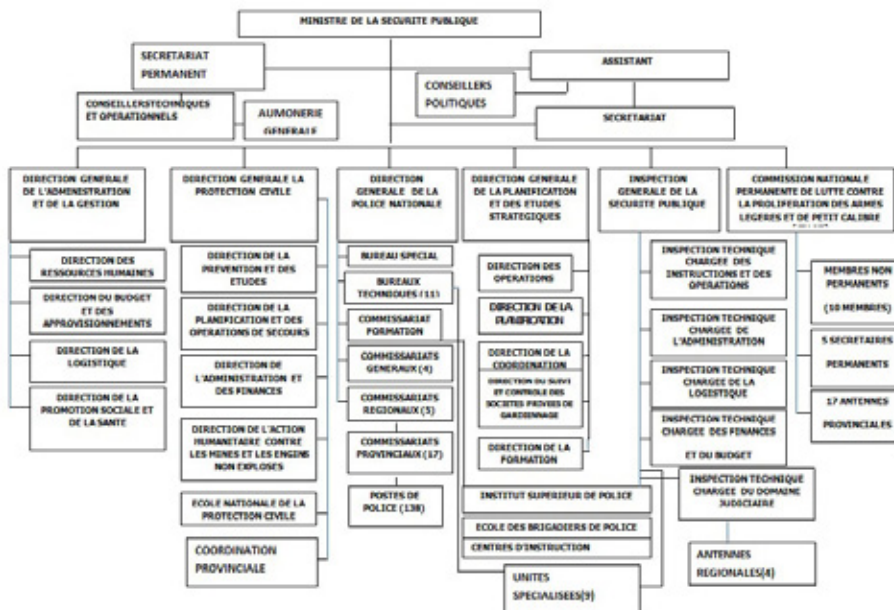 MINISTRE DE LA SECURITE PUBLIQUE
SECRETARIAT
PERMANENT
ASSISTANT
CONSEILLERS
POLITIQUES
CONSEILLERSTECHNIQUES
ET OPERATIONNELS
AUMONERIE
GENERALE
SECRETARIAT
DIRECTION GENERALE
DE L'ADMINISTRATION
ET DE LA GESTION
DIRECTION GENERALE LA
PROTECTION CIVILE
DIRECTION
GENERALE DE LA
POLICE NATIONALE
DIRECTION GENERALE
DE LA PLANIFICATION
ET DES ETUDES
STRATEGIQUES
INSPECTION
GENERALE DE LA
SECURITE PUBLIQUE
COMMISSION NATIONALE
PERMANENTE DE LUTTE CONTRE
LA PROLIFERATION DES ARMES
LEGERES ET DE PETIT CALIBRE
DIRECTION DES
RESSOURCES HUMAINES
DIRECTION DU BUDGET
ET DES
APPROVISIONNEMENTS
DIRECTION DE LA
LOGISTIQUE
DIRECTION DE LA
PROMOTION SOCIALE ET
DE LA SANTE
DIRECTION DE LA
PREVENTION ET DES
ETUDES
DIRECTION DE LA
PLANIFICATION ET DES
OPERATIONS DE SECOURS
DIRECTION DE
L'ADMINISTRATION ET
DES FINANCES
DIRECTION DE L'ACTION
HUMANITAIRE CONTRE
LES MINES ET LES ENGINS
NON EXPLOSES
ECOLE NATIONALE DE LA
PROTECTION CIVILE
COORDINATION
PROVINCIALE
BUREAU SPECIAL
BUREAUX
TECHNIQUES (11)
COMMISSARIAT
FORMATION
COMMISSARIATS
GENERAUX (4)
COMMISSARIATS
REGIONAUX (5)
COMMISSARIATS
PROVINCIAUX (17)
POSTES DE
POLICE (138)
DIRECTION DES
OPERATIONS
DIRECTION DE LA
PLANIFICATION
DIRECTION DE LA
COORDINATION
DIRECTION DU SUIVI
ET CONTROLE DES
SOCIETES PRIVEES DE
GARDIENNAGE
DIRECTION DE LA
FORMATION
INSTITUT SUPERIEUR DE POLICE
ECOLE DES BRIGADIERS DE POLICE
CENTRES D'INSTRUCTION
UNITES
SPECIALISEES(9)
INSPECTION TECHNIQUE
CHARGEE DES
INSTRUCTIONS ET DES
OPERATIONS
INSPECTION TECHNIQUE
CHARGEE DE
L'ADMINISTRATION
INSPECTION TECHNIQUE
CHARGEE DE LA
LOGISTIQUE
INSPECTION TECHNIQUE
CHARGEE DES FINANCES
ET DU BUDGET
INSPECTION TECHNIQUE
CHARGEE DU DOMAINE
JUDICIAIRE
ANTENNES
REGIONALES(4)
MEMBRES NON
PERMANENTS
(10 MEMBRES)
5 SECRETAIRES
PERMANENTS
17 ANTENNES
PROVINCIALES